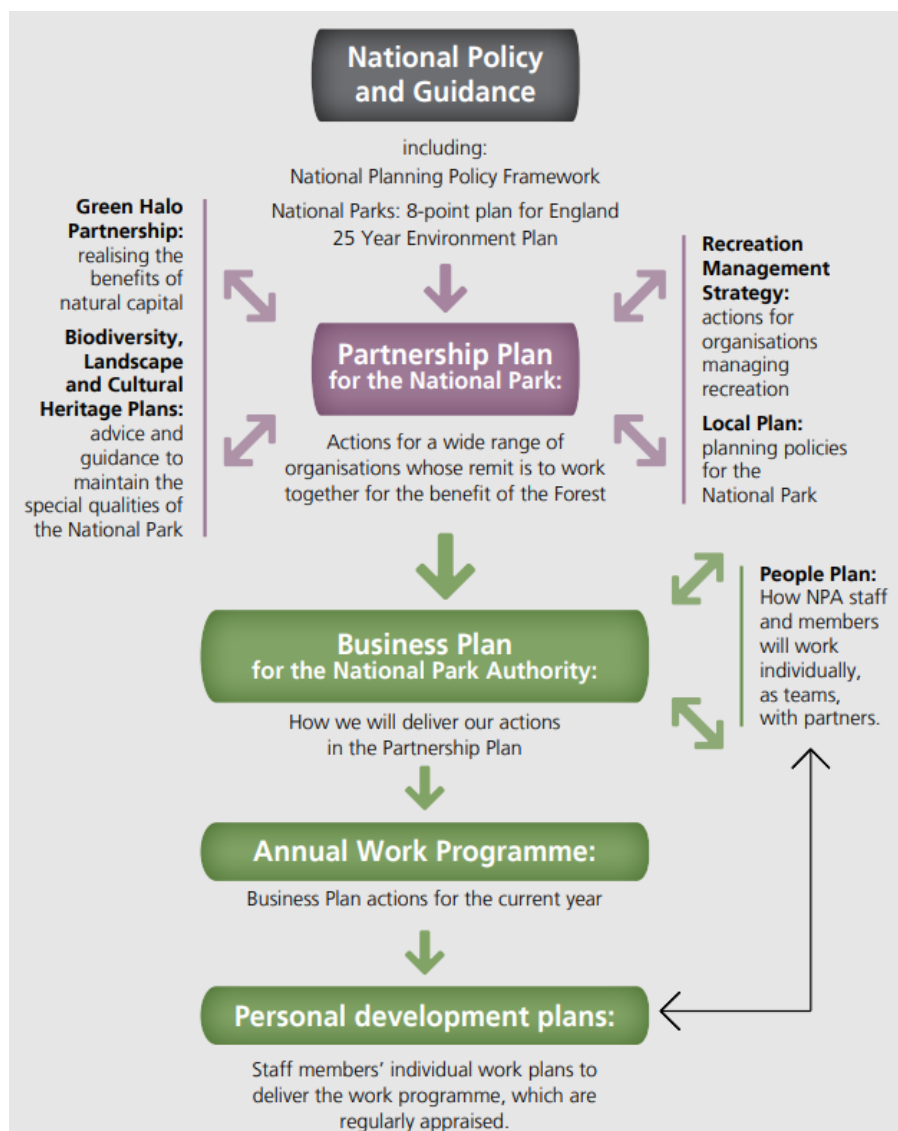 National Policy
and Guidance
including:
National Planning Policy Framework
National Parks: 8-point plan for England
25 Year Environment Plan
Green Halo
Partnership:
realising the
benefits of
natural capital
Biodiversity,
Landscape
and Cultural
Heritage Plans:
advice and
guidance to
maintain the
special qualities of
the National Park
Recreation
Management
Strategy:
actions for
organisations
managing
recreation
Local Plan:
planning policies
for the
National Park
Partnership Plan
for the National Park:
Actions for a wide range of
organisations whose remit is to work
together for the benefit of the Forest
Business Plan
for the National Park Authority:
How we will deliver our actions
in the Partnership Plan
People Plan:
How NPA staff
and members
will work
individually,
as teams,
with partners.
Annual Work Programme:
Business Plan actions for the current year
Personal development plans:
Staff members’ individual work plans to
deliver the work programme, which are
regularly appraised.